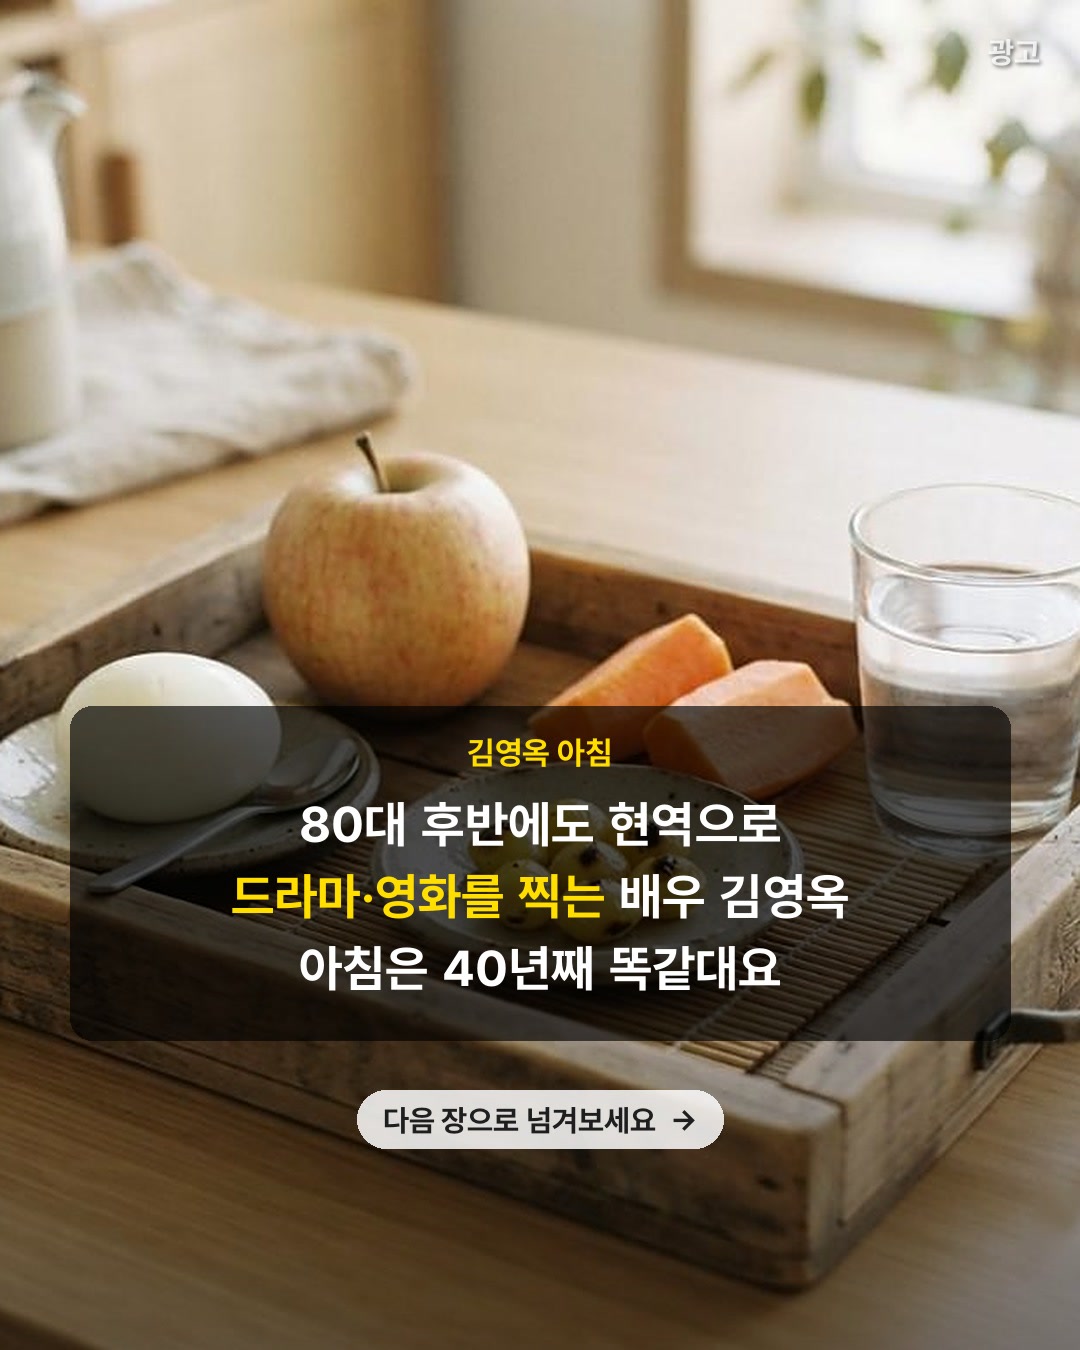 광고
김영옥 아침
80대 후반에도 현역으로
드라마·영화를 찍는 배우 김영옥
아침은 40년째 똑같대요
다음 장으로 넘겨보세요 →